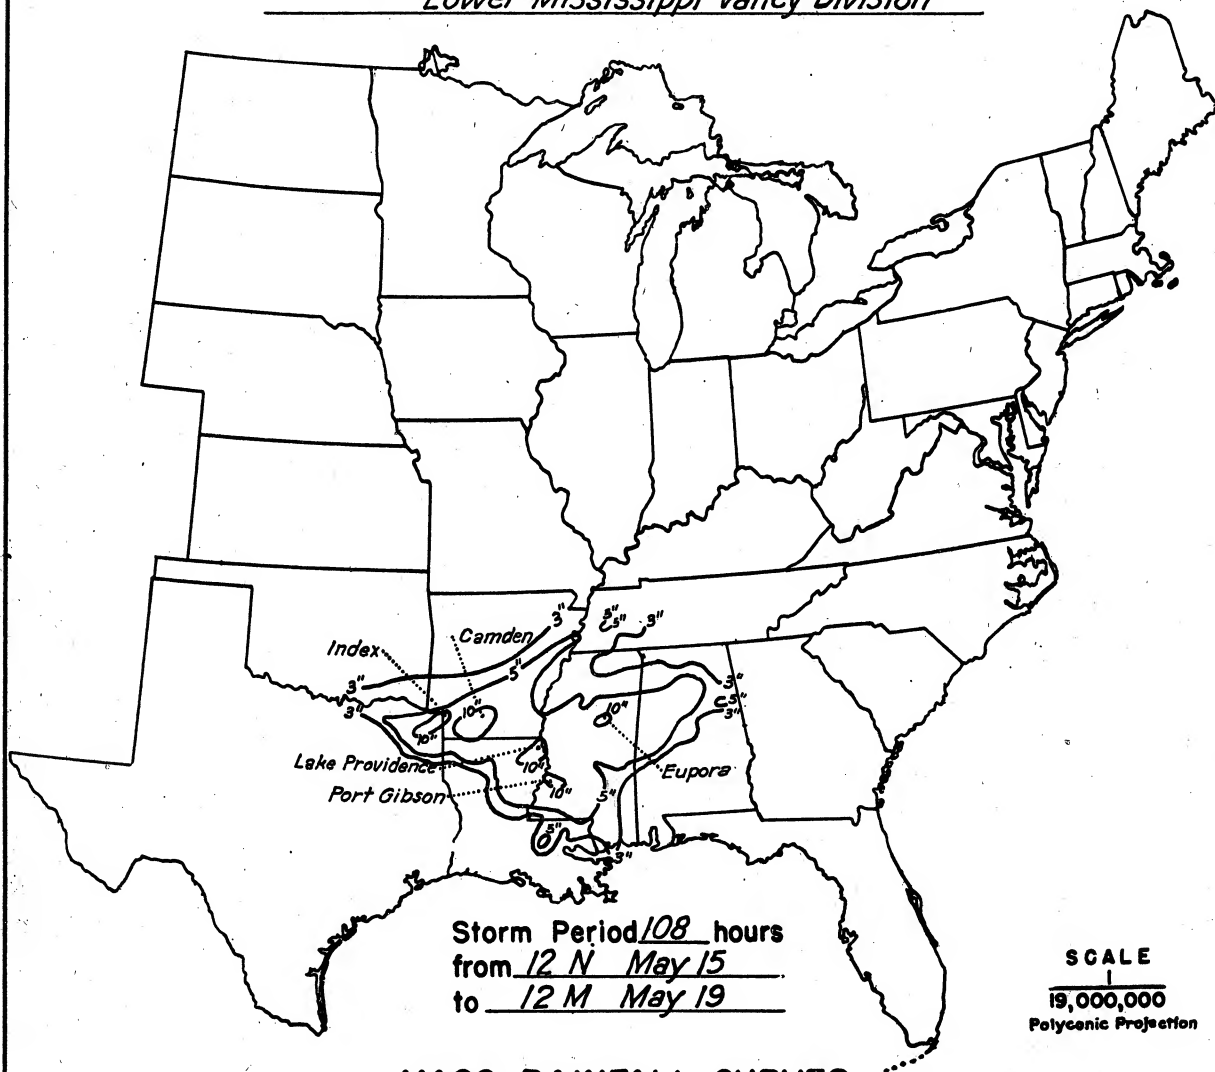 Lower Mississippi Valley Division
3"
5"
5"
3"
Camden
Index
5"
3"
3"
3"
5"
3"
10"
10"
10"
Lake Providence
10"
Eupora
Port Gibson
10"
5"
5"
3"
Storm Period 108 hours
from 12 N May 15
to 12 M May 19
SCALE
1
19,000,000
Polyconic Projection
MASS RAINFALL CURVES